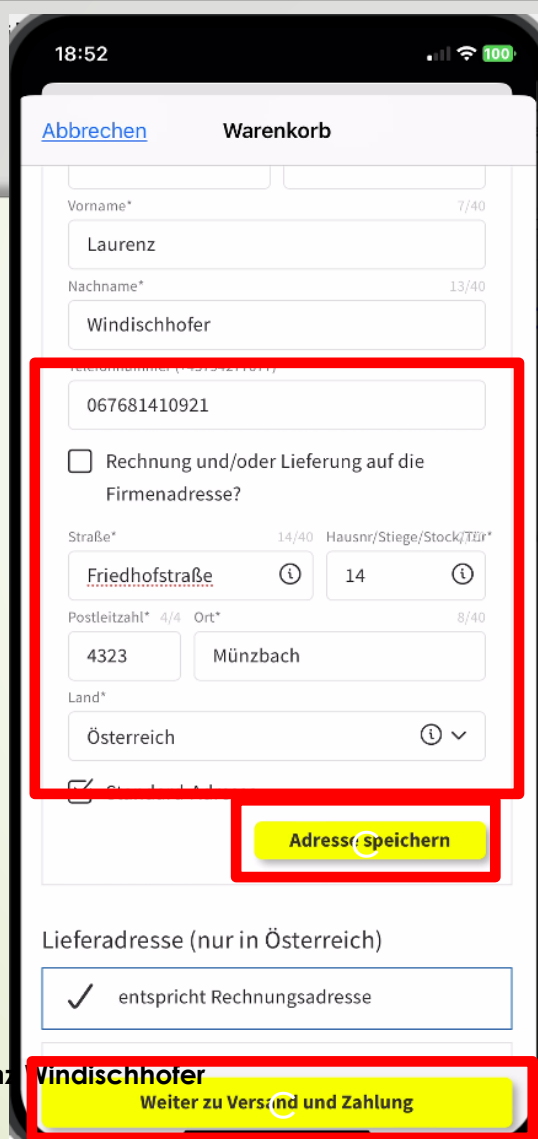 18:52
100
Abbrechen
Warenkorb
Vorname*
7/40
Laurenz
Nachname*
13/40
Windischhofer
067681410921
Rechnung und/oder Lieferung auf die
Firmenadresse?
Straße*
14/40
Hausnr/Stiege/Stock/Tür*
Friedhofstraße
14
Postleitzahl*
4/4
Ort*
8/40
4323
Münzbach
Land*
Österreich
Adresse speichern
Lieferadresse (nur in Österreich)
entspricht Rechnungsadresse
Windischhofer
Weiter zu Versand und Zahlung